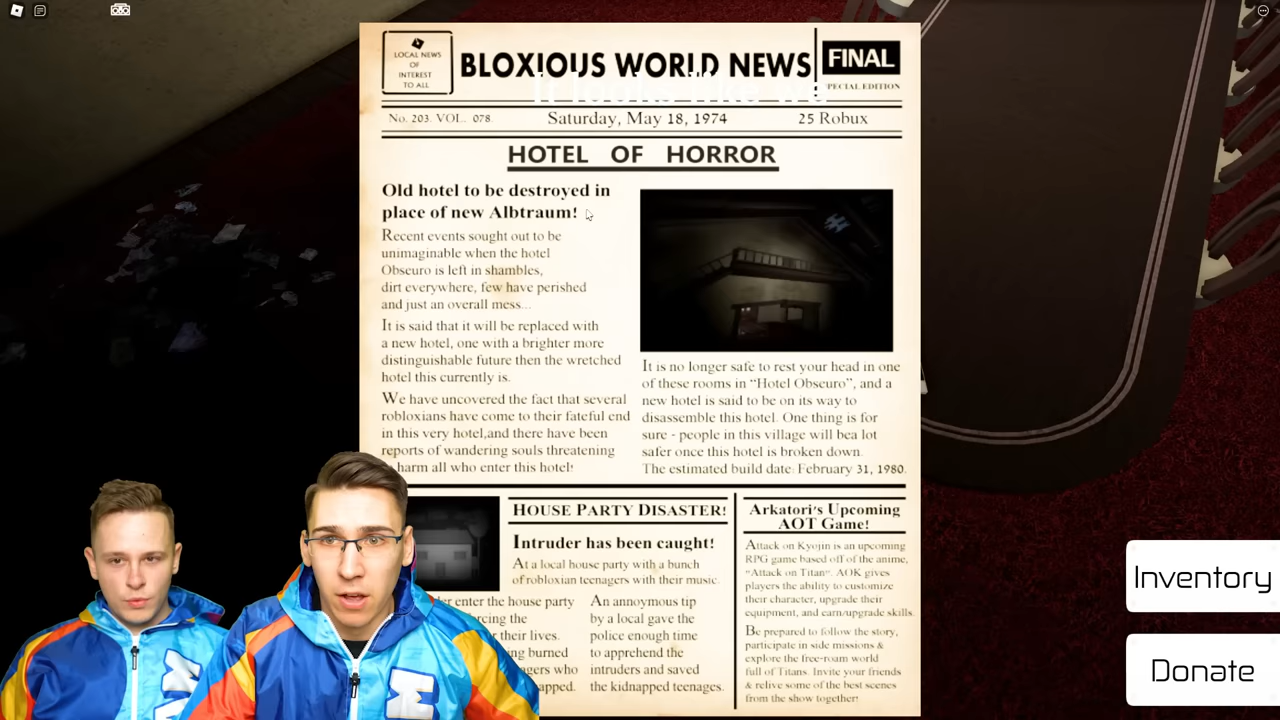 LOCAL NEWS
OF
INTEREST
TO ALL
BLOXIOUS WORLD NEWS
FINAL
SPECIAL EDITION
It looks like we
No. 203. VOL. 078.
Saturday, May 18, 1974
25 Robux
HOTEL OF HORROR
Old hotel to be destroyed in
place of new Albtraum!
Recent events sought out to be
unimaginable when the hotel
Obscuro is left in shambles,
dirt everywhere, few have perished
and just an overall mess...
It is said that it will be replaced with
a new hotel, one with a brighter more
distinguishable future then the wretched
hotel this currently is.
We have uncovered the fact that several
robloxians have come to their fateful end
in this very hotel,and there have been
reports of wandering souls threatening
harm all who enter this hotel!
It is no longer safe to rest your head in one
of these rooms in “Hotel Obscuro”, and a
new hotel is said to be on its way to
disassemble this hotel. One thing is for
sure - people in this village will bea lot
safer once this hotel is broken down.
The estimated build date: February 31, 1980.
HOUSE PARTY DISASTER!
Intruder has been caught!
At a local house party with a bunch
of robloxian teenagers with their music.
enter the house party
the
their lives.
burned
who
An annoymous tip
by a local gave the
police enough time
to apprehend the
intruders and saved
the kidnapped teenages.
Arkatori's Upcoming
AOT Game!
Attack on Kyojin is an upcoming
RPG game based off of the anime,
"Attack on Titan". AOK gives
players the ability to customize
their character, upgrade their
equipment, and earn/upgrade skills.
Be prepared to follow the story,
participate in side missions &
explore the free-roam world
full of Titans. Invite your friends
& relive some of the best scenes
from the show together!
Inventory
Donate